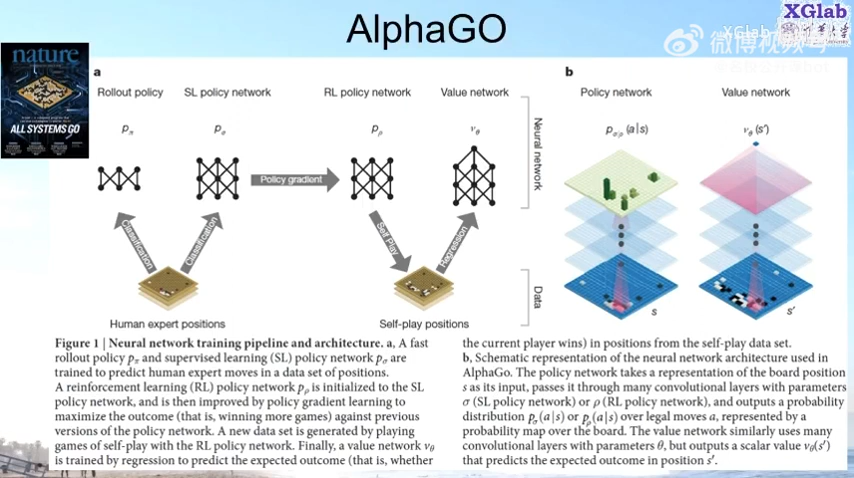 AlphaGO
XGlab
XGlab
微博视频号
nature
ALL SYSTEMS GO
a
Rollout policy
SL policy network
RL policy network
Value network
pπ
pσ
pρ
vθ
Policy gradient
Neural network
Classification
Classification
Self Play
Regression
Data
Human expert positions
Self-play positions
b
Policy network
Value network
pσ/ρ (a|s)
vθ (s′)
s
s′
Figure 1 | Neural network training pipeline and architecture. a, A fast
rollout policy pπ and supervised learning (SL) policy network pσ are
trained to predict human expert moves in a data set of positions.
A reinforcement learning (RL) policy network pρ is initialized to the SL
policy network, and is then improved by policy gradient learning to
maximize the outcome (that is, winning more games) against previous
versions of the policy network. A new data set is generated by playing
games of self-play with the RL policy network. Finally, a value network vθ
is trained by regression to predict the expected outcome (that is, whether
the current player wins) in positions from the self-play data set.
b, Schematic representation of the neural network architecture used in
AlphaGo. The policy network takes a representation of the board position
s as its input, passes it through many convolutional layers with parameters
σ (SL policy network) or ρ (RL policy network), and outputs a probability
distribution pσ(a|s) or pρ(a|s) over legal moves a, represented by a
probability map over the board. The value network similarly uses many
convolutional layers with parameters θ, but outputs a scalar value vθ(s′)
that predicts the expected outcome in position s′.